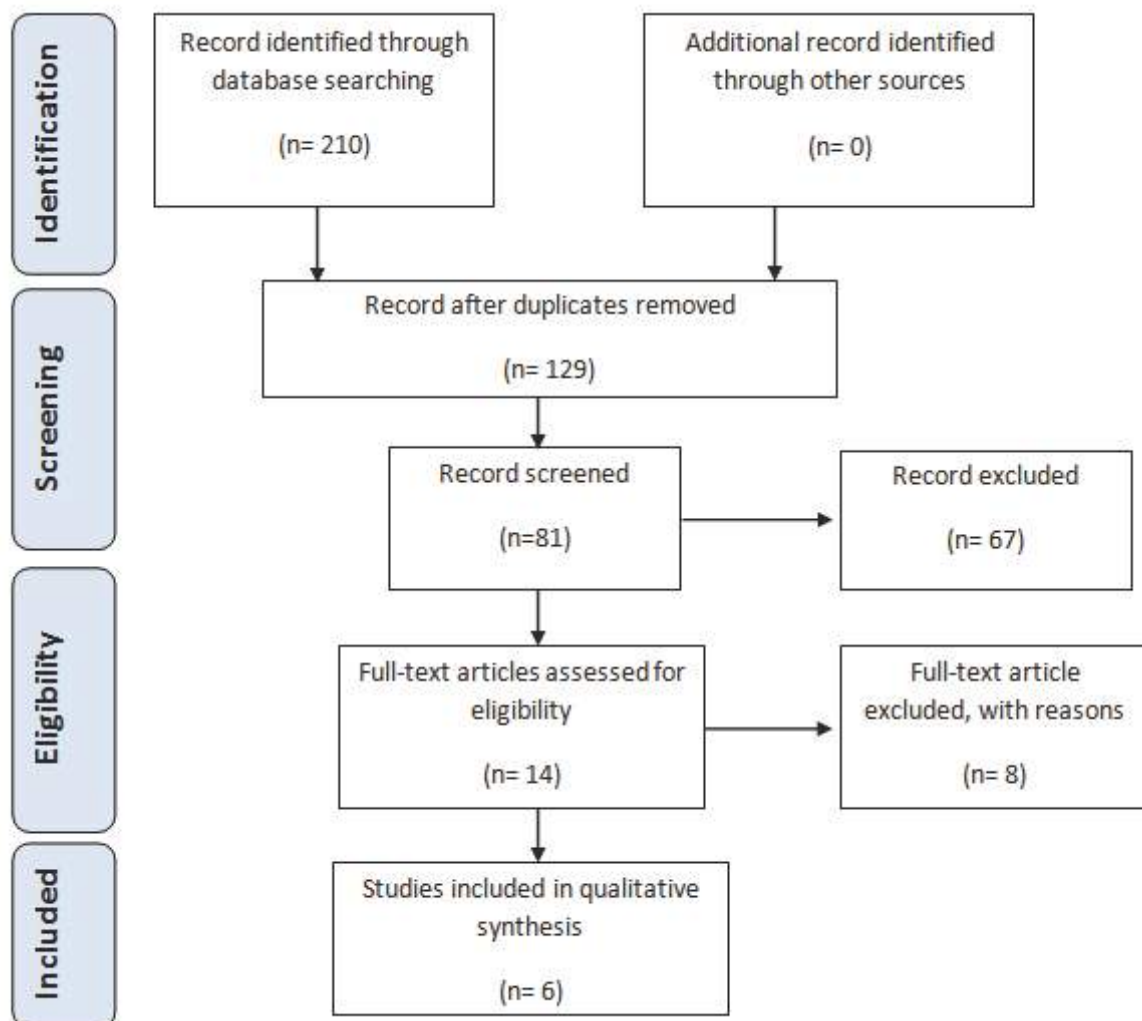 Identification
Record identified through
database searching
(n= 210)
Additional record identified
through other sources
(n= 0)
Screening
Record after duplicates removed
(n= 129)
Record screened
(n=81)
Record excluded
(n= 67)
Eligibility
Full-text articles assessed for
eligibility
(n= 14)
Full-text article
excluded, with reasons
(n= 8)
Included
Studies included in qualitative
synthesis
(n= 6)